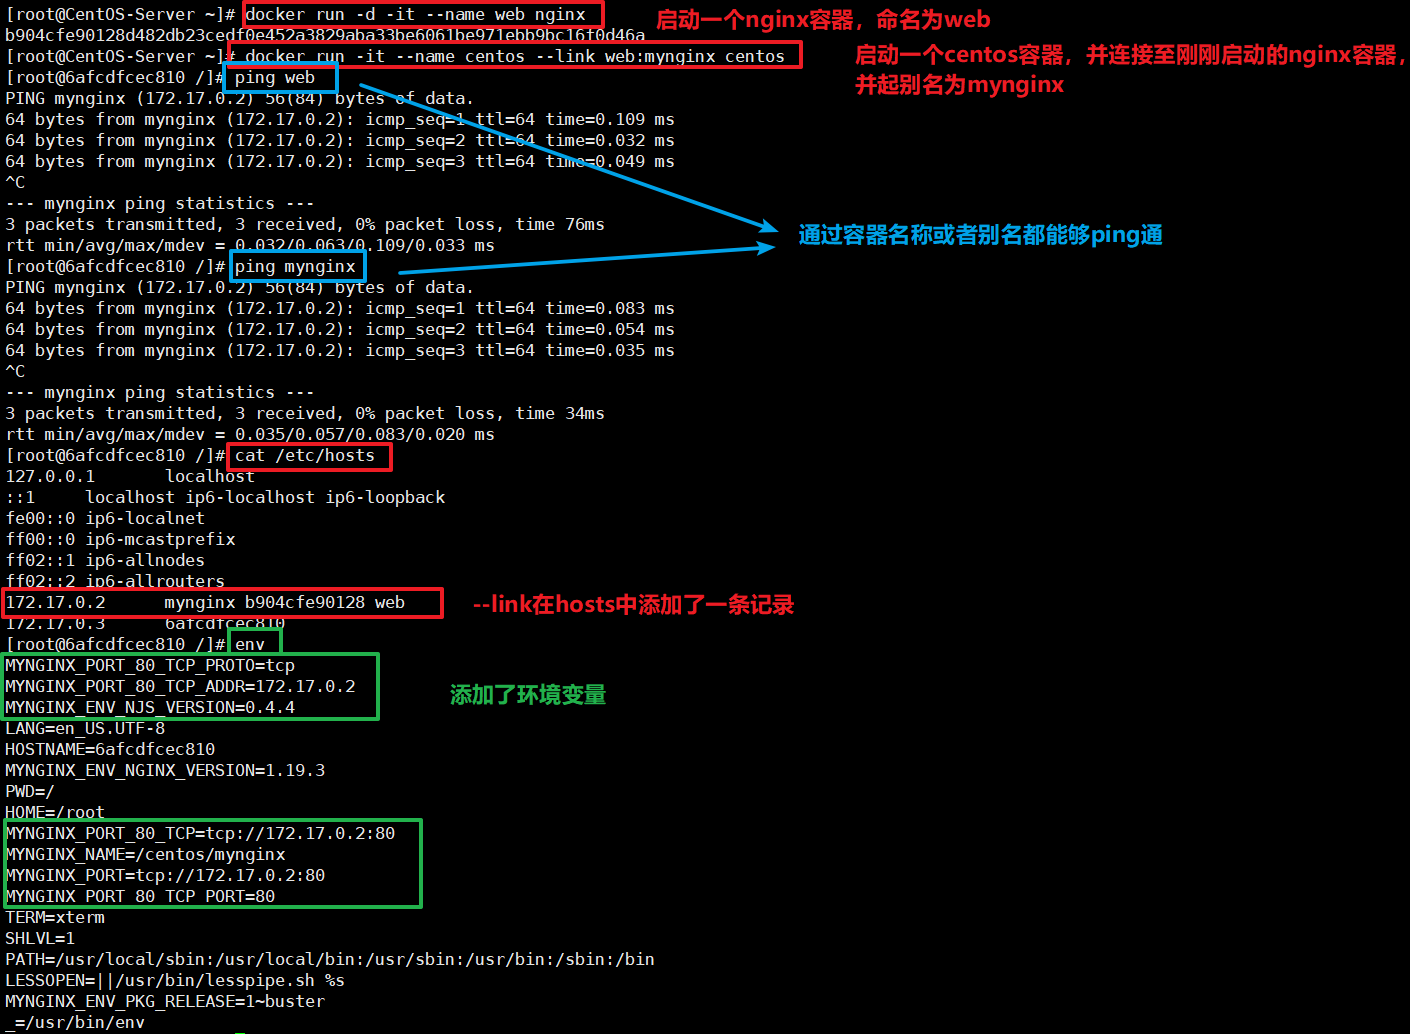 [root@CentOS-Server ~]# docker run -d -it --name web nginx
启动一个nginx容器，命名为web
b904cfe90128d482db23cedf0e452a3829aba33be6061be971ebb9bc16f0d46a
[root@CentOS-Server ~]# docker run -it --name centos --link web:mynginx centos
启动一个centos容器，并连接至刚刚启动的nginx容器，
并起别名为mynginx
[root@6afcdfcec810 /]# ping web
PING mynginx (172.17.0.2) 56(84) bytes of data.
64 bytes from mynginx (172.17.0.2): icmp_seq=1 ttl=64 time=0.109 ms
64 bytes from mynginx (172.17.0.2): icmp_seq=2 ttl=64 time=0.032 ms
64 bytes from mynginx (172.17.0.2): icmp_seq=3 ttl=64 time=0.049 ms
^C
--- mynginx ping statistics ---
3 packets transmitted, 3 received, 0% packet loss, time 76ms
rtt min/avg/max/mdev = 0.032/0.063/0.109/0.033 ms
通过容器名称或者别名都能够ping通
[root@6afcdfcec810 /]# ping mynginx
PING mynginx (172.17.0.2) 56(84) bytes of data.
64 bytes from mynginx (172.17.0.2): icmp_seq=1 ttl=64 time=0.083 ms
64 bytes from mynginx (172.17.0.2): icmp_seq=2 ttl=64 time=0.054 ms
64 bytes from mynginx (172.17.0.2): icmp_seq=3 ttl=64 time=0.035 ms
^C
--- mynginx ping statistics ---
3 packets transmitted, 3 received, 0% packet loss, time 34ms
rtt min/avg/max/mdev = 0.035/0.057/0.083/0.020 ms
[root@6afcdfcec810 /]# cat /etc/hosts
127.0.0.1       localhost
::1     localhost ip6-localhost ip6-loopback
fe00::0 ip6-localnet
ff00::0 ip6-mcastprefix
ff02::1 ip6-allnodes
ff02::2 ip6-allrouters
172.17.0.2      mynginx b904cfe90128 web
--link在hosts中添加了一条记录
172.17.0.3      6afcdfcec810
[root@6afcdfcec810 /]# env
MYNGINX_PORT_80_TCP_PROTO=tcp
MYNGINX_PORT_80_TCP_ADDR=172.17.0.2
MYNGINX_ENV_NJS_VERSION=0.4.4
添加了环境变量
LANG=en_US.UTF-8
HOSTNAME=6afcdfcec810
MYNGINX_ENV_NGINX_VERSION=1.19.3
PWD=/
HOME=/root
MYNGINX_PORT_80_TCP=tcp://172.17.0.2:80
MYNGINX_NAME=/centos/mynginx
MYNGINX_PORT=tcp://172.17.0.2:80
MYNGINX_PORT_80_TCP_PORT=80
TERM=xterm
SHLVL=1
PATH=/usr/local/sbin:/usr/local/bin:/usr/sbin:/usr/bin:/sbin:/bin
LESSOPEN=||/usr/bin/lesspipe.sh %s
MYNGINX_ENV_PKG_RELEASE=1~buster
_=/usr/bin/env